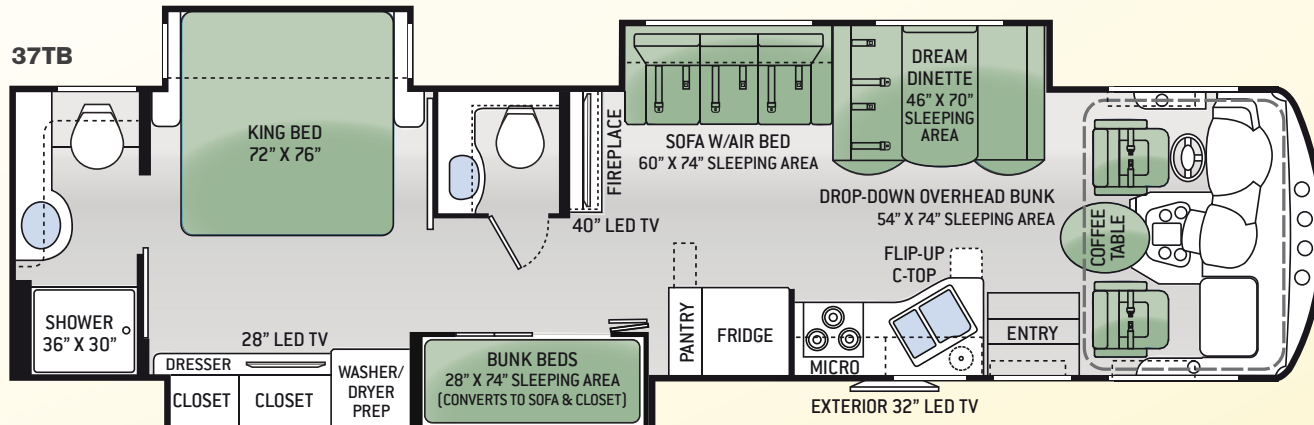 37TB
KING BED
72” X 76”
FIREPLACE
40” LED TV
SOFA W/AIR BED
60” X 74” SLEEPING AREA
DREAM
DINETTE
46” X 70”
SLEEPING
AREA
DROP-DOWN OVERHEAD BUNK
54” X 74” SLEEPING AREA
COFFEE
TABLE
FLIP-UP
C-TOP
SHOWER
36” X 30”
28” LED TV
DRESSER
CLOSET
CLOSET
WASHER/
DRYER
PREP
BUNK BEDS
28” X 74” SLEEPING AREA
(CONVERTS TO SOFA & CLOSET)
PANTRY
FRIDGE
MICRO
ENTRY
EXTERIOR 32” LED TV